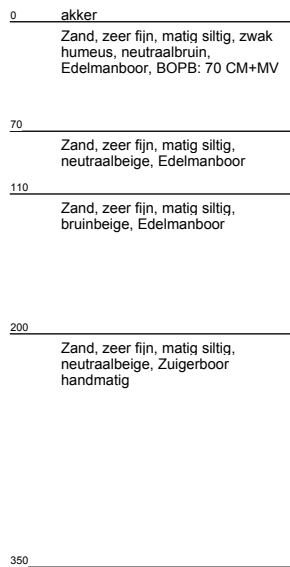 0 akker
Zand, zeer fijn, matig siltig, zwak
humeus, neutraalbruin,
Edelmanboor, BOPB: 70 CM+MV
70
Zand, zeer fijn, matig siltig,
neutraalbeige, Edelmanboor
110
Zand, zeer fijn, matig siltig,
bruinbeige, Edelmanboor
200
Zand, zeer fijn, matig siltig,
neutraalbeige, Zuigerboor
handmatig
350